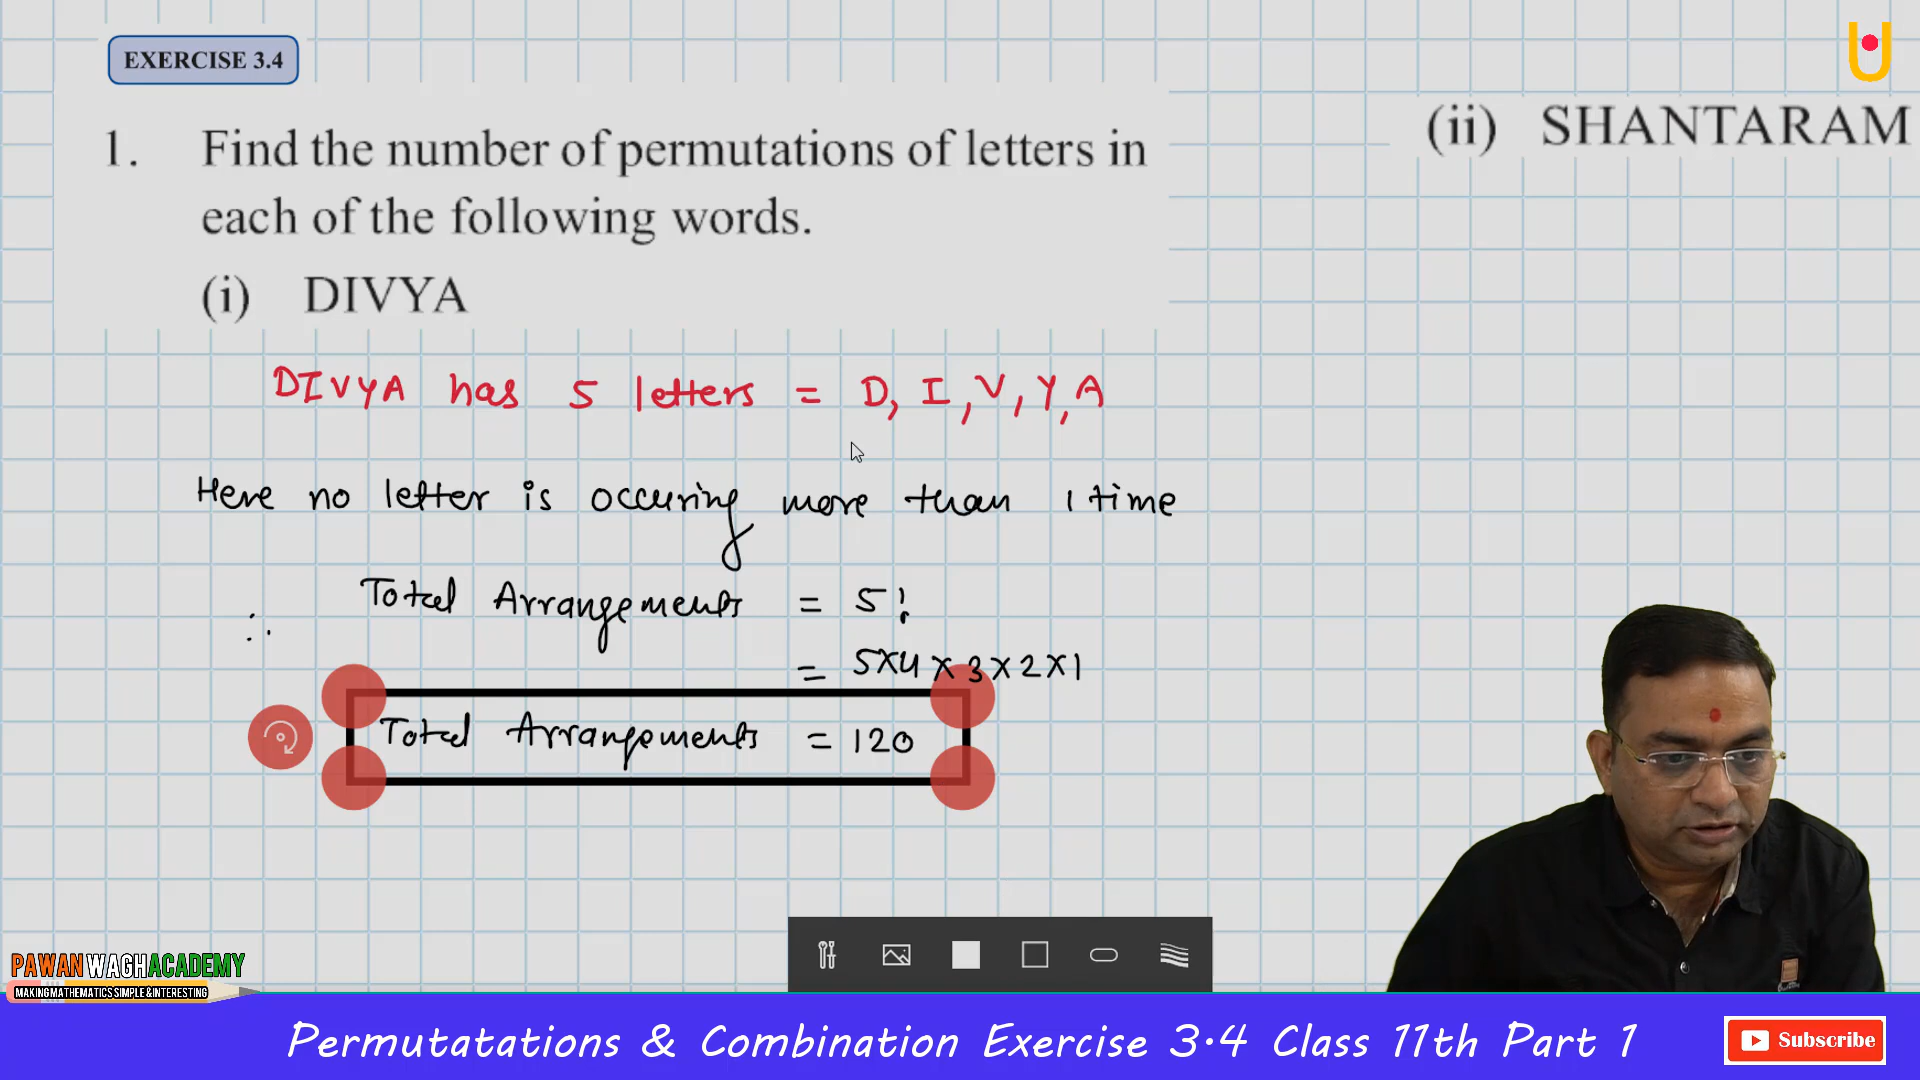 EXERCISE 3.4
1. Find the number of permutations of letters in
each of the following words.
(i) DIVYA
(ii) SHANTARAM
DIVYA has 5 letters = D, I, V, Y, A
Here no letter is occuring more than 1 time
∴ Total Arrangements = 5!
= 5×4×3×2×1
Total Arrangements = 120
PAWAN WAGH ACADEMY
MAKING MATHEMATICS SIMPLE & INTERESTING
Permutatations & Combination Exercise 3.4 Class 11th Part 1
Subscribe